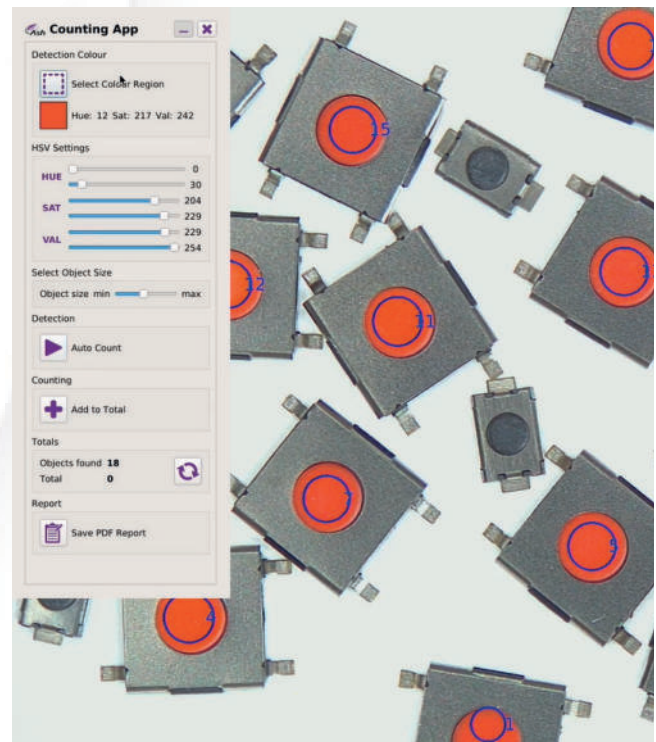 Ash Counting App
Detection Colour
Select Colour Region
Hue: 12 Sat: 217 Val: 242
HSV Settings
HUE
0
30
SAT
204
229
VAL
229
254
Select Object Size
Object size min max
Detection
Auto Count
Counting
Add to Total
Totals
Objects found 18
Total 0
Report
Save PDF Report
15
12
11
7
5
4
1